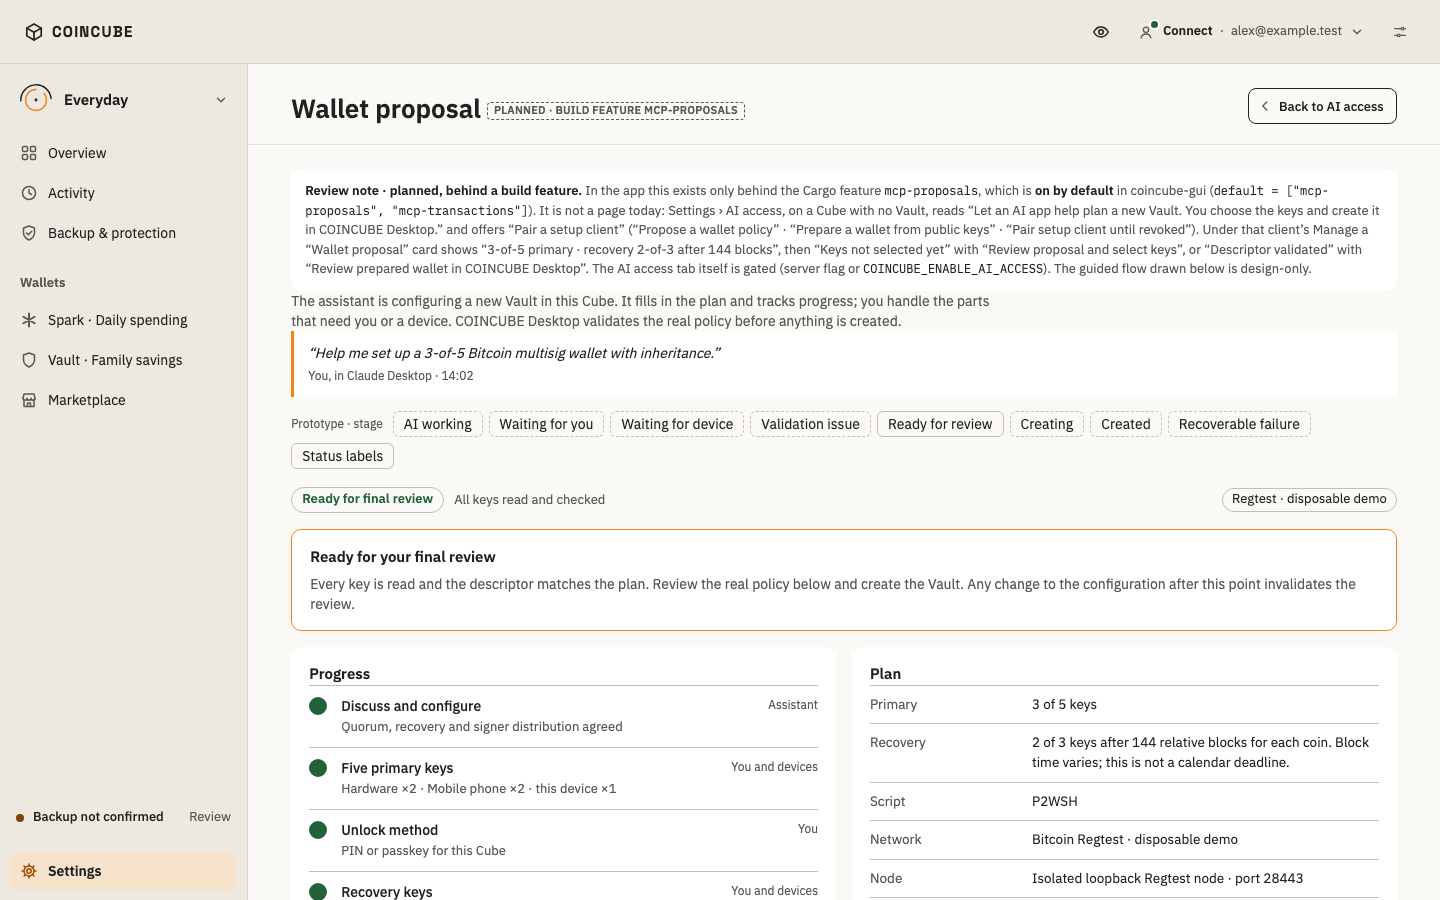 COINCUBE
Connect · alex@example.test
Everyday
Overview
Activity
Backup & protection
Wallets
Spark · Daily spending
Vault · Family savings
Marketplace
Backup not confirmed Review
Settings
Wallet proposal PLANNED · BUILD FEATURE MCP-PROPOSALS
Back to AI access
Review note · planned, behind a build feature. In the app this exists only behind the Cargo feature mcp-proposals, which is on by default in coincube-gui (default = ["mcp-
proposals", "mcp-transactions"]). It is not a page today: Settings › AI access, on a Cube with no Vault, reads “Let an AI app help plan a new Vault. You choose the keys and create it
in COINCUBE Desktop.” and offers “Pair a setup client” (“Propose a wallet policy” · “Prepare a wallet from public keys” · “Pair setup client until revoked”). Under that client’s Manage a
“Wallet proposal” card shows “3-of-5 primary · recovery 2-of-3 after 144 blocks”, then “Keys not selected yet” with “Review proposal and select keys”, or “Descriptor validated” with
“Review prepared wallet in COINCUBE Desktop”. The AI access tab itself is gated (server flag or COINCUBE_ENABLE_AI_ACCESS). The guided flow drawn below is design-only.
The assistant is configuring a new Vault in this Cube. It fills in the plan and tracks progress; you handle the parts
that need you or a device. COINCUBE Desktop validates the real policy before anything is created.
“Help me set up a 3-of-5 Bitcoin multisig wallet with inheritance.”
You, in Claude Desktop · 14:02
Prototype · stage AI working Waiting for you Waiting for device Validation issue Ready for review Creating Created Recoverable failure
Status labels
Ready for final review All keys read and checked Regtest · disposable demo
Ready for your final review
Every key is read and the descriptor matches the plan. Review the real policy below and create the Vault. Any change to the configuration after this point invalidates the
review.
Progress
Discuss and configure Assistant
Quorum, recovery and signer distribution agreed
Five primary keys You and devices
Hardware ×2 · Mobile phone ×2 · this device ×1
Unlock method You
PIN or passkey for this Cube
Recovery keys You and devices
Plan
Primary 3 of 5 keys
Recovery 2 of 3 keys after 144 relative blocks for each coin. Block
time varies; this is not a calendar deadline.
Script P2WSH
Network Bitcoin Regtest · disposable demo
Node Isolated loopback Regtest node · port 28443